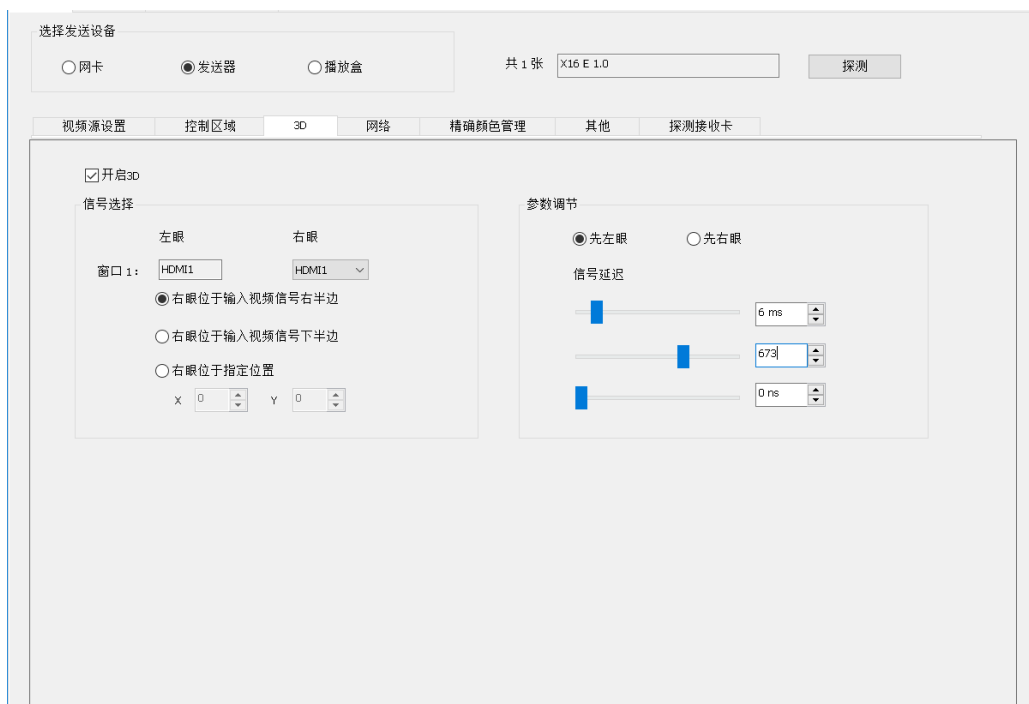 选择发送设备
网卡 发送器 播放盒 共 1 张 X16 E 1.0 探测
视频源设置 控制区域 3D 网络 精确颜色管理 其他 探测接收卡
开启3D
信号选择
左眼 右眼
窗口 1: HDMI1 HDMI1
右眼位于输入视频信号右半边
右眼位于输入视频信号下半边
右眼位于指定位置
X 0 Y 0
参数调节
先左眼 先右眼
信号延迟
6 ms
673
0 ns